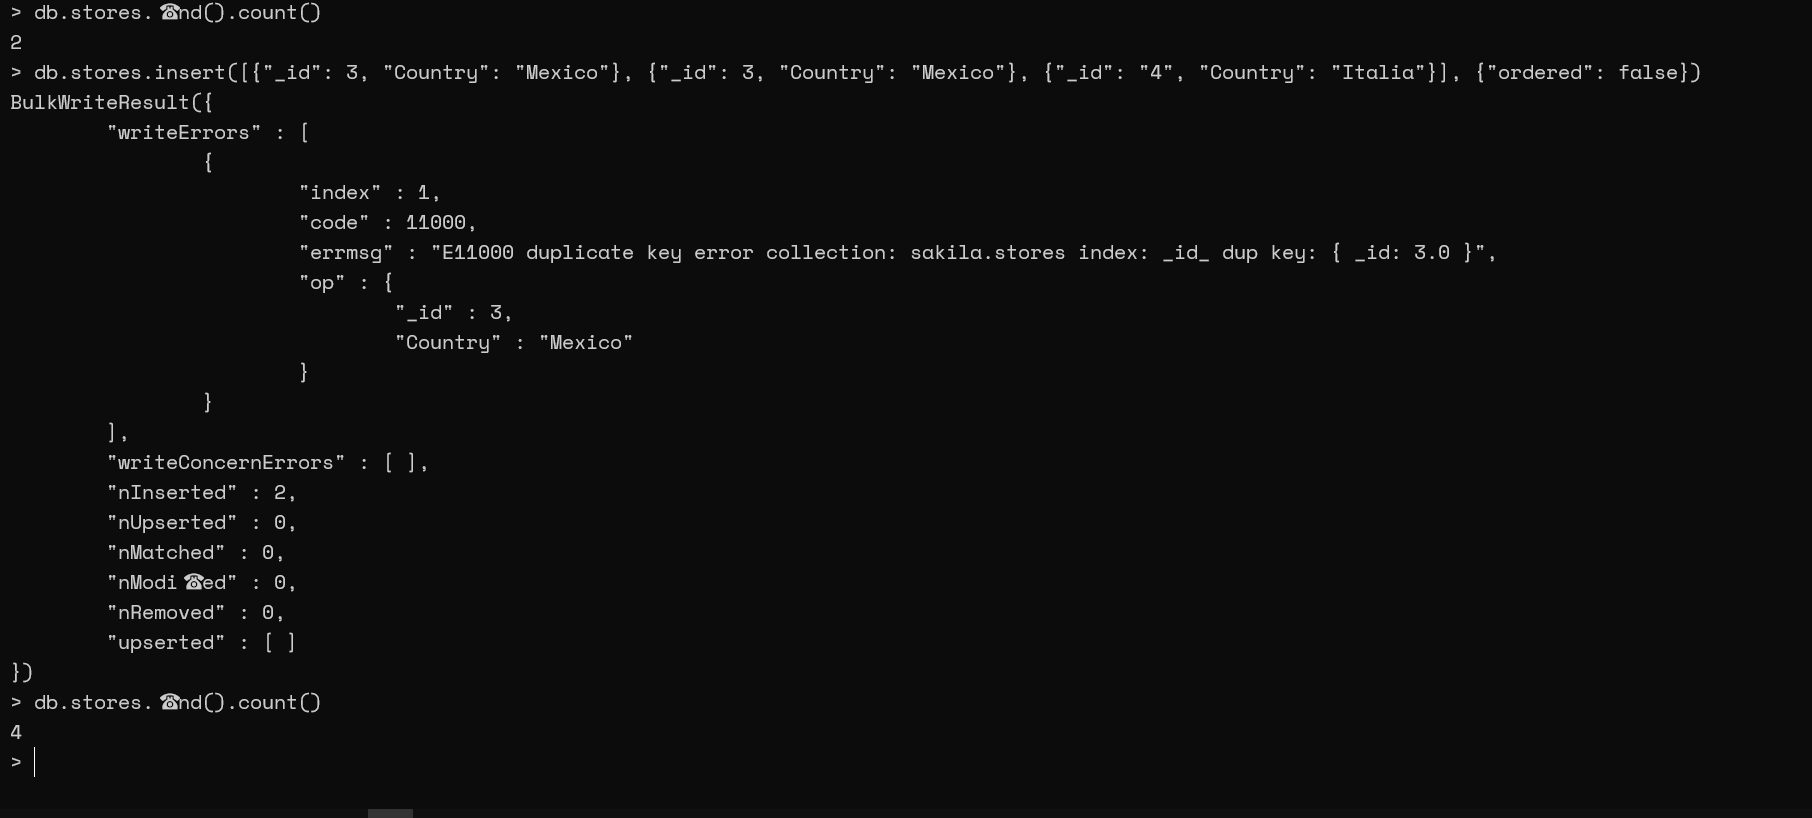 > db.stores.☎nd().count()
2
> db.stores.insert([{"_id": 3, "Country": "Mexico"}, {"_id": 3, "Country": "Mexico"}, {"_id": "4", "Country": "Italia"}], {"ordered": false})
BulkWriteResult({
        "writeErrors" : [
                {
                        "index" : 1,
                        "code" : 11000,
                        "errmsg" : "E11000 duplicate key error collection: sakila.stores index: _id_ dup key: { _id: 3.0 }",
                        "op" : {
                                "_id" : 3,
                                "Country" : "Mexico"
                        }
                }
        ],
        "writeConcernErrors" : [ ],
        "nInserted" : 2,
        "nUpserted" : 0,
        "nMatched" : 0,
        "nModi☎ed" : 0,
        "nRemoved" : 0,
        "upserted" : [ ]
})
> db.stores.☎nd().count()
4
>